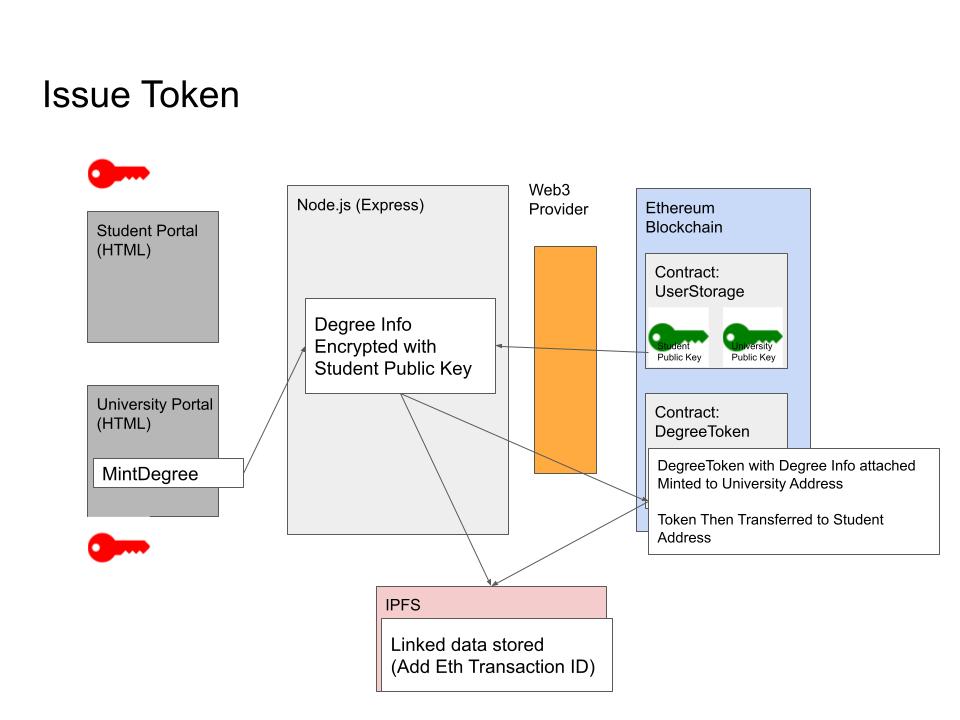 Issue Token
Student Portal
(HTML)
University Portal
(HTML)
MintDegree
Node.js (Express)
Degree Info
Encrypted with
Student Public Key
Web3
Provider
Ethereum
Blockchain
Contract:
UserStorage
Student
Public Key
University
Public Key
Contract:
DegreeToken
DegreeToken with Degree Info attached
Minted to University Address
Token Then Transferred to Student
Address
IPFS
Linked data stored
(Add Eth Transaction ID)